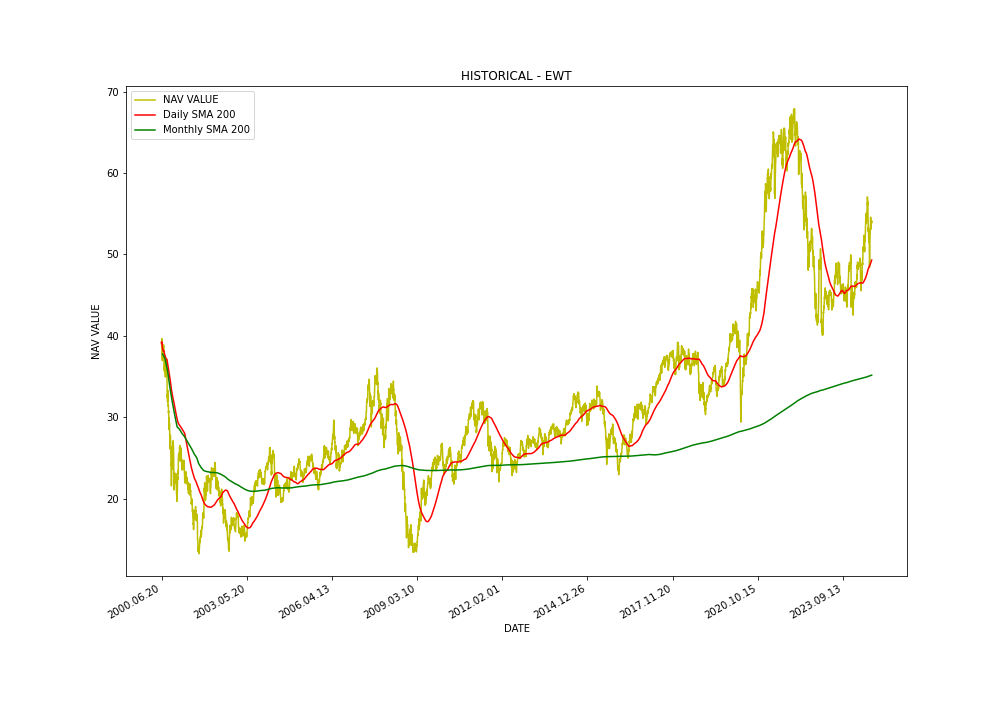 HISTORICAL - EWT
NAV VALUE
Daily SMA 200
Monthly SMA 200
70
60
50
40
30
20
NAV VALUE
2000.06.20
2003.05.20
2006.04.13
2009.03.10
2012.02.01
2014.12.26
2017.11.20
2020.10.15
2023.09.13
DATE